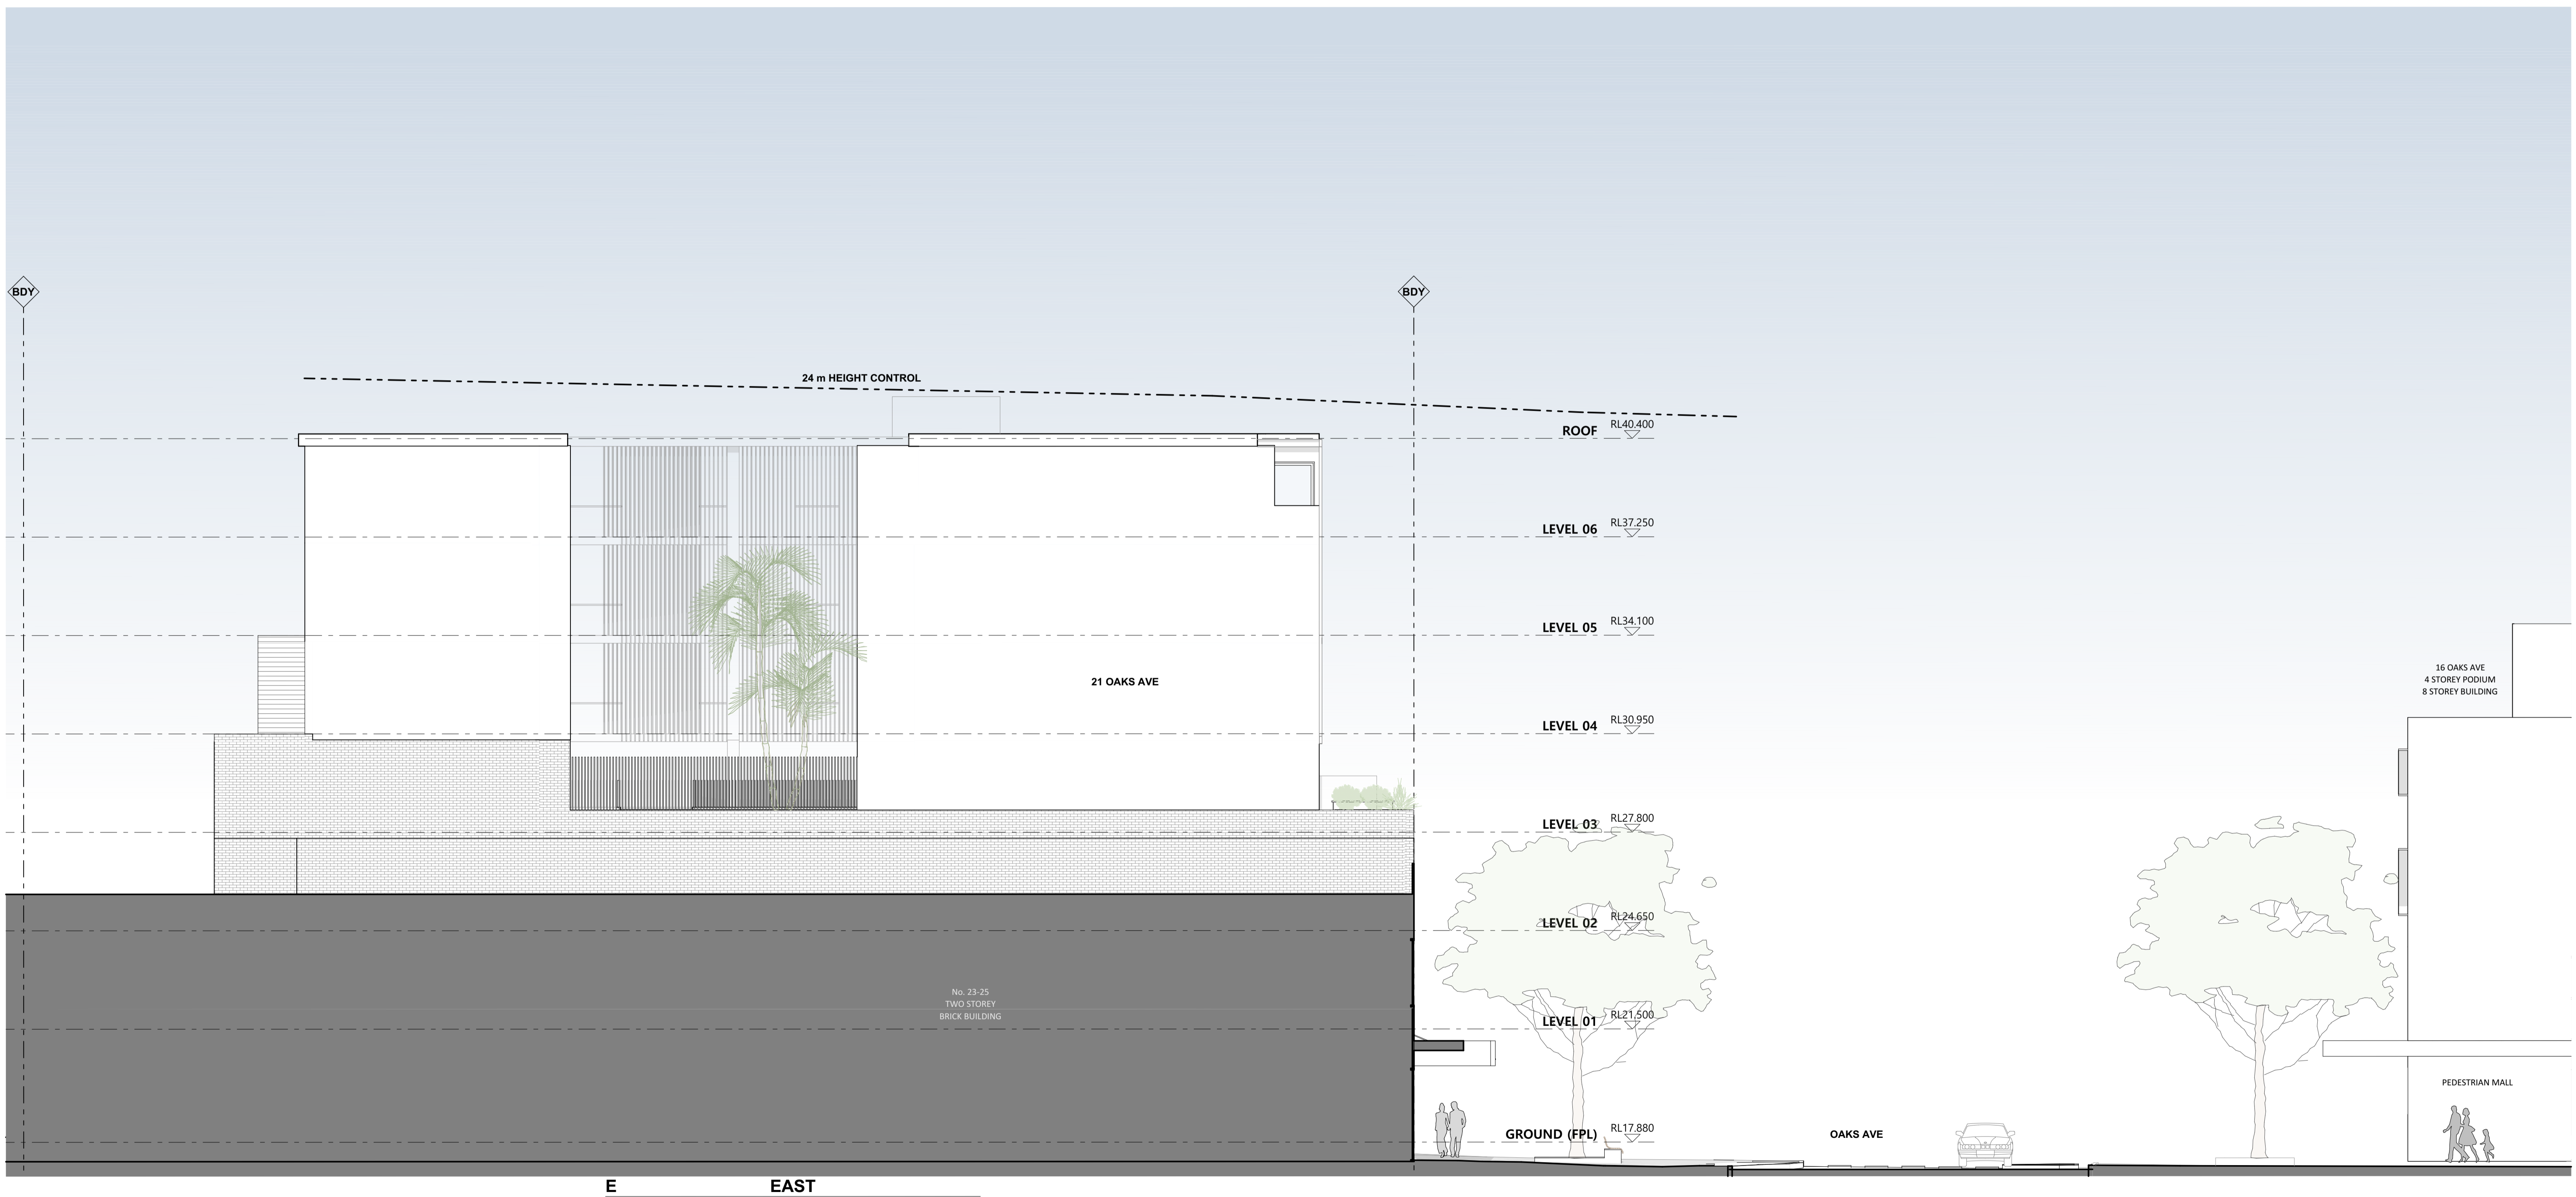 BDY
BDY
24 m HEIGHT CONTROL
ROOF RL40.400
LEVEL 06 RL37.250
LEVEL 05 RL34.100
16 OAKS AVE
4 STOREY PODIUM
8 STOREY BUILDING
21 OAKS AVE
LEVEL 04 RL30.950
LEVEL 03 RL27.800
LEVEL 02 RL24.650
No. 23-25
TWO STOREY
BRICK BUILDING
LEVEL 01 RL21.500
PEDESTRIAN MALL
GROUND (FPL) RL17.880
OAKS AVE
E EAST